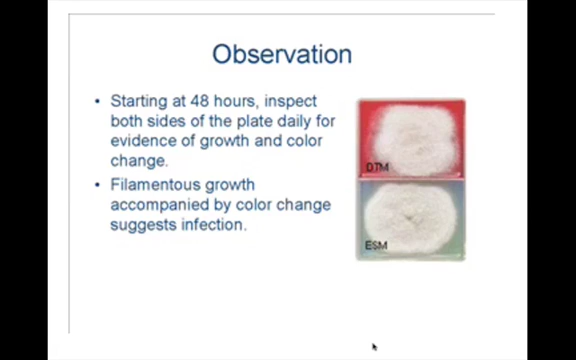 Observation
• Starting at 48 hours, inspect
both sides of the plate daily for
evidence of growth and color
change.
• Filamentous growth
accompanied by color change
suggests infection.
DTM
ESM